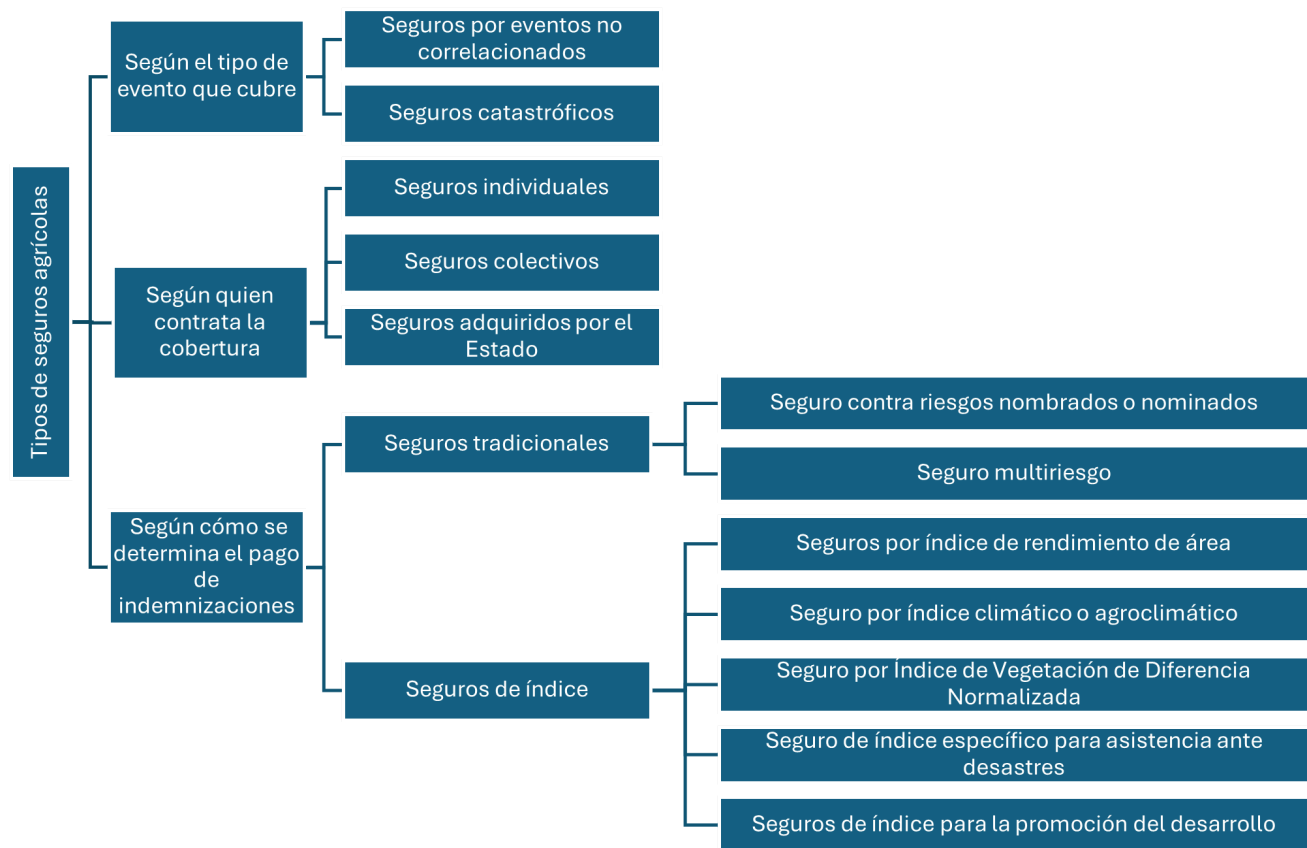 Tipos de seguros agrícolas
Según el tipo de
evento que cubre
Seguros por eventos no
correlacionados
Seguros catastróficos
Según quien
contrata la
cobertura
Seguros individuales
Seguros colectivos
Seguros adquiridos por el
Estado
Según cómo se
determina el pago
de
indemnizaciones
Seguros tradicionales
Seguro contra riesgos nombrados o nominados
Seguro multiriesgo
Seguros de índice
Seguros por índice de rendimiento de área
Seguro por índice climático o agroclimático
Seguro por Índice de Vegetación de Diferencia
Normalizada
Seguro de índice específico para asistencia ante
desastres
Seguros de índice para la promoción del desarrollo